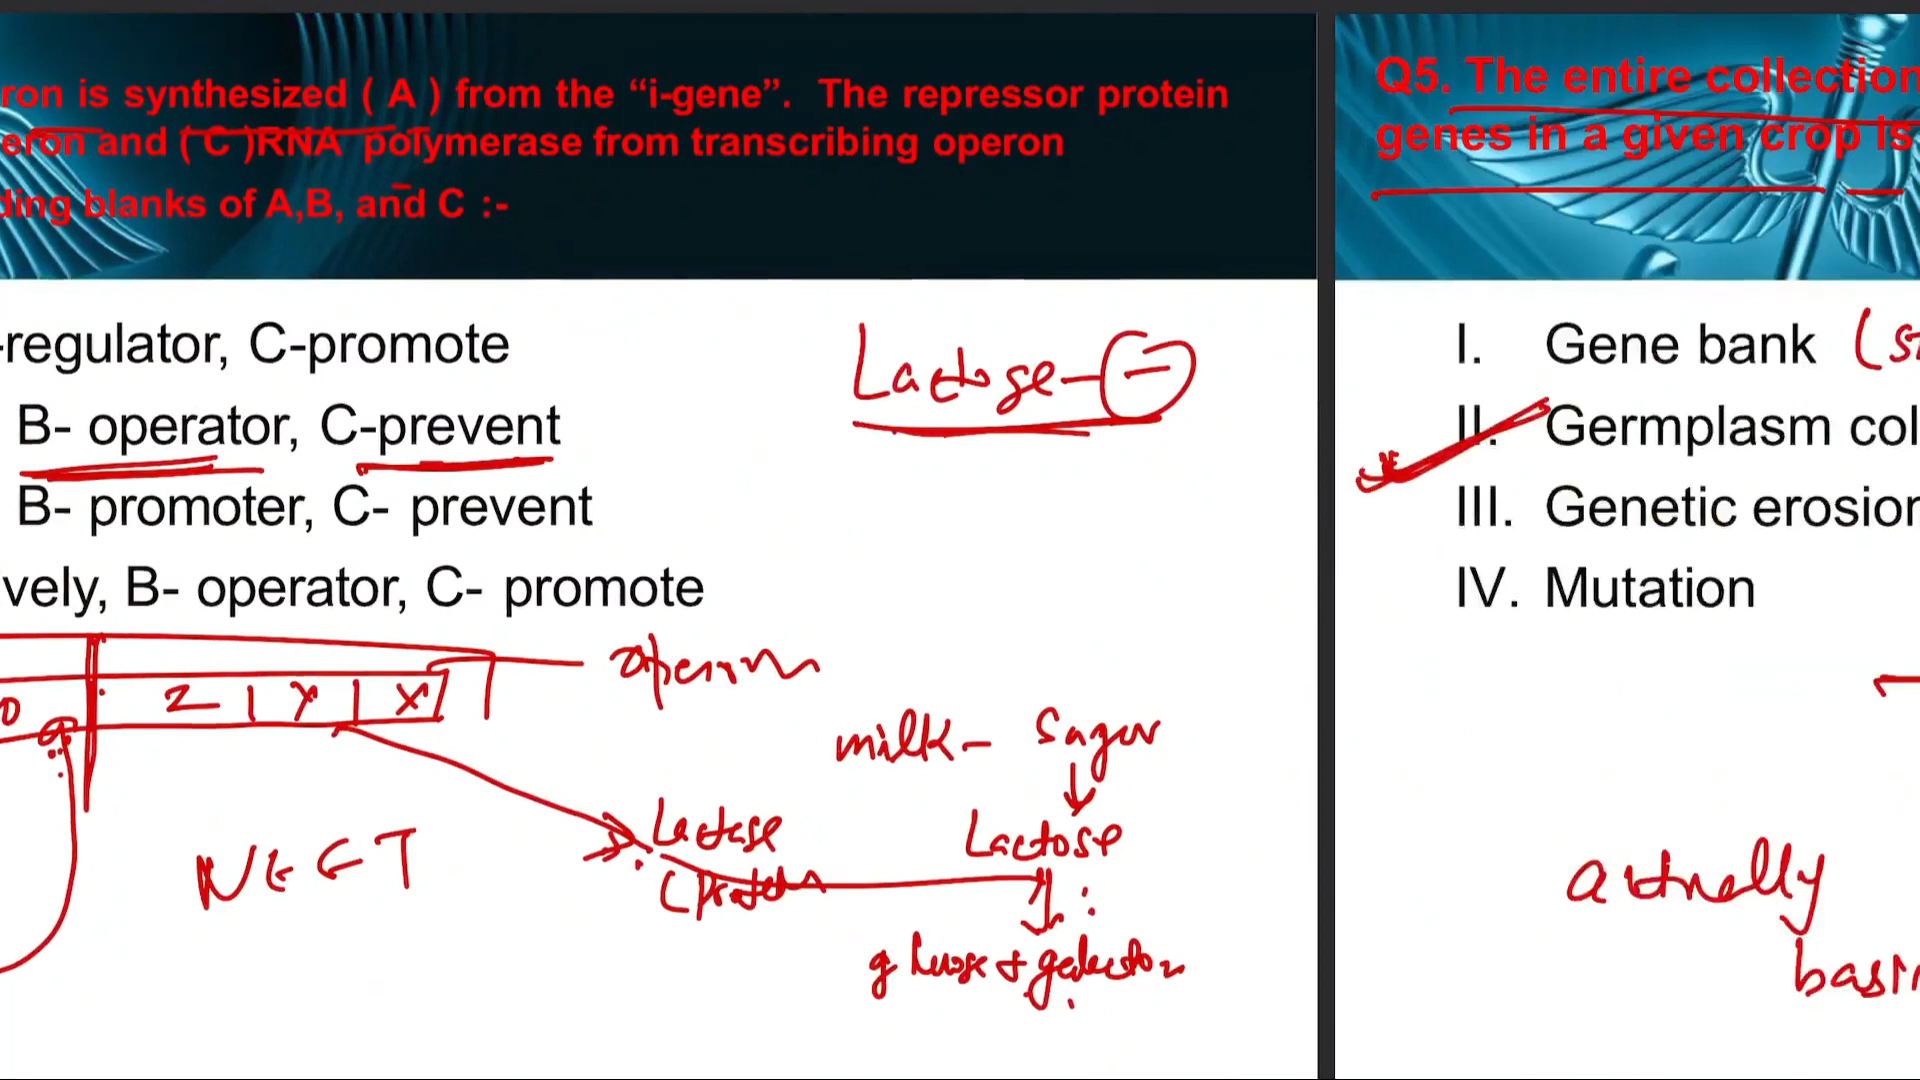 ron is synthesized ( A ) from the “i-gene”. The repressor protein
eron and ( C )RNA polymerase from transcribing operon
ding blanks of A,B, and C :-
-regulator, C-promote
B- operator, C-prevent
B- promoter, C- prevent
vely, B- operator, C- promote
Lactose -
operon
Z Y X
milk - Sugar
Lactase
Lactose
NEET
Q5. The entire collection
genes in a given crop is
I. Gene bank (
II. Germplasm col
III. Genetic erosion
IV. Mutation
actually